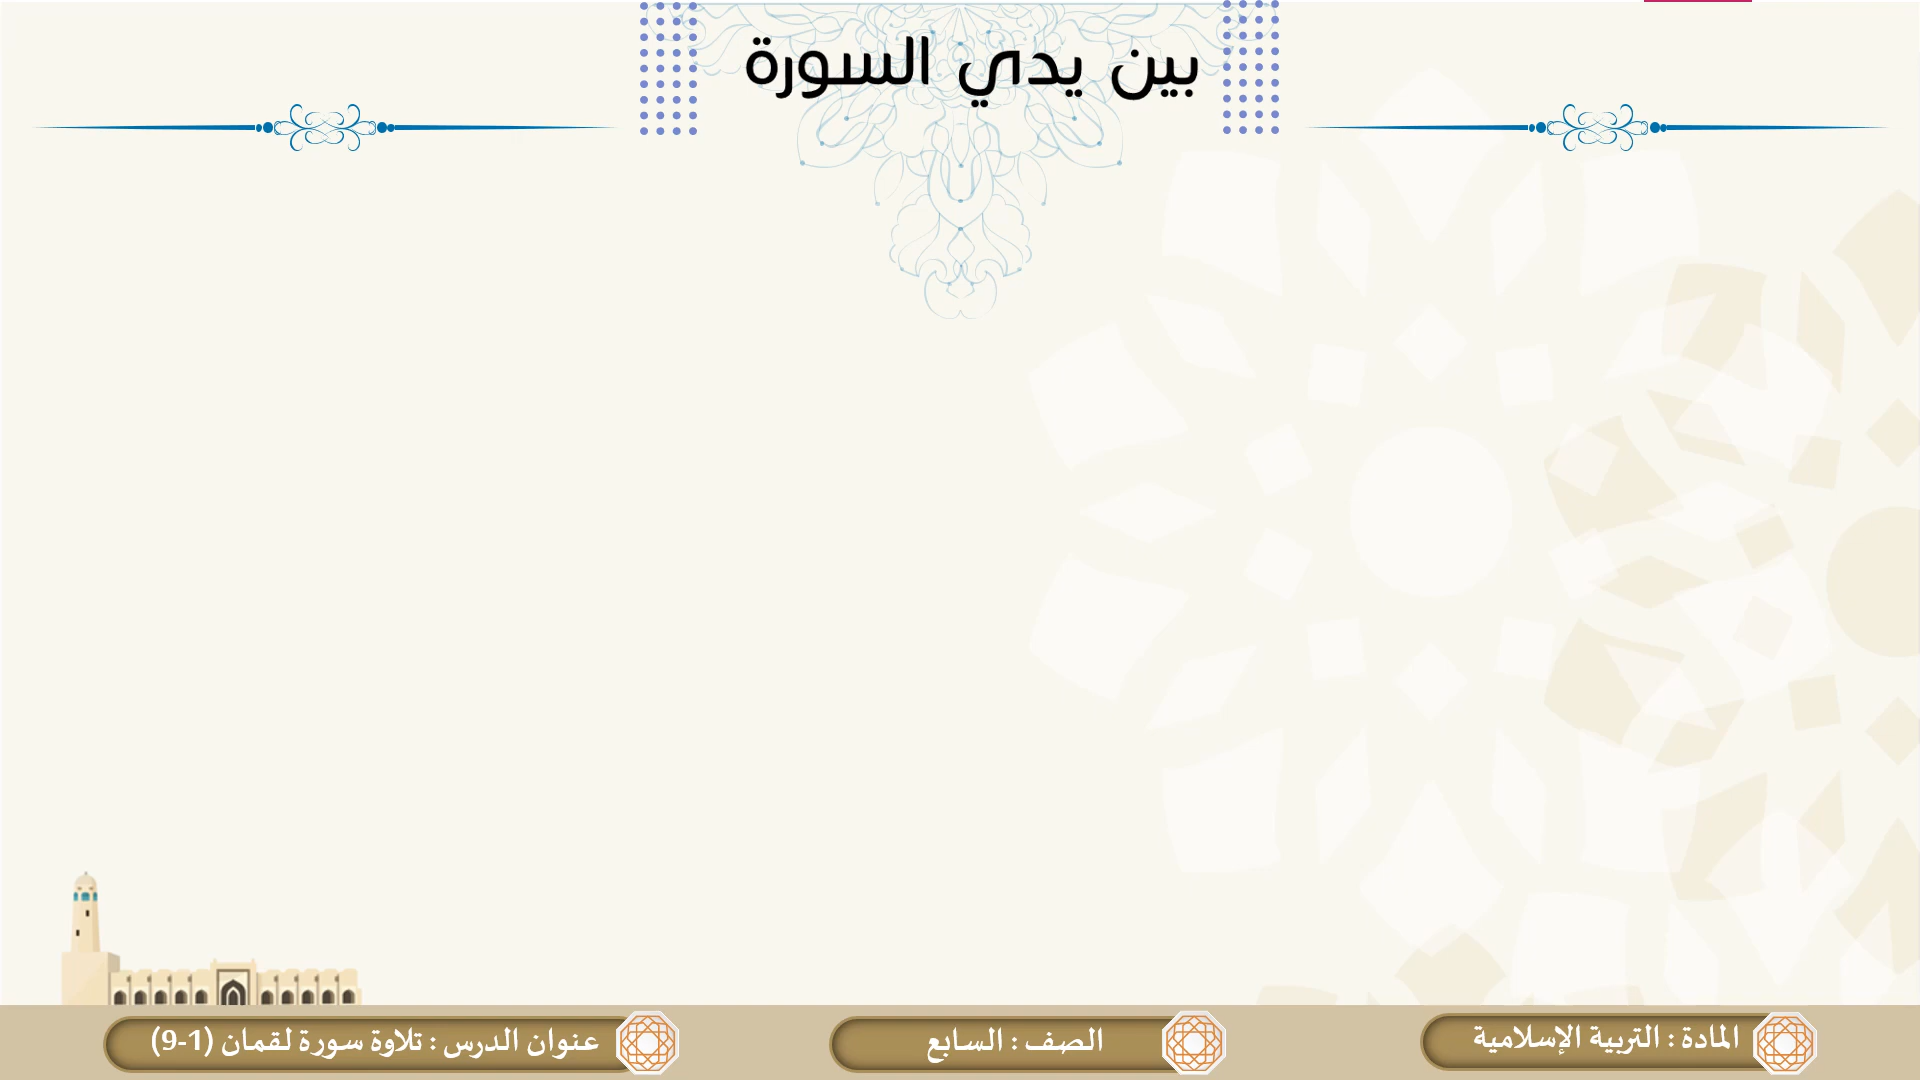 بين يدي السورة
المادة : التربية الإسلامية
الصف : السابع
عنوان الدرس : تلاوة سورة لقمان (1-9)